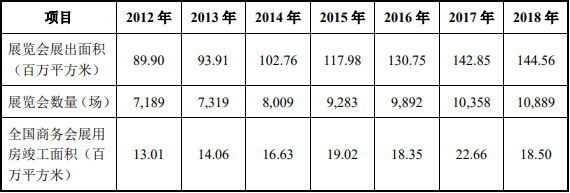 项目 2012 年 2013 年 2014 年 2015 年 2016 年 2017 年 2018 年
展览会展出面积
（百万平方米） 89.90 93.91 102.76 117.98 130.75 142.85 144.56
展览会数量（场） 7,189 7,319 8,009 9,283 9,892 10,358 10,889
全国商务会展用
房竣工面积（百
万平方米） 13.01 14.06 16.63 19.02 18.35 22.66 18.50